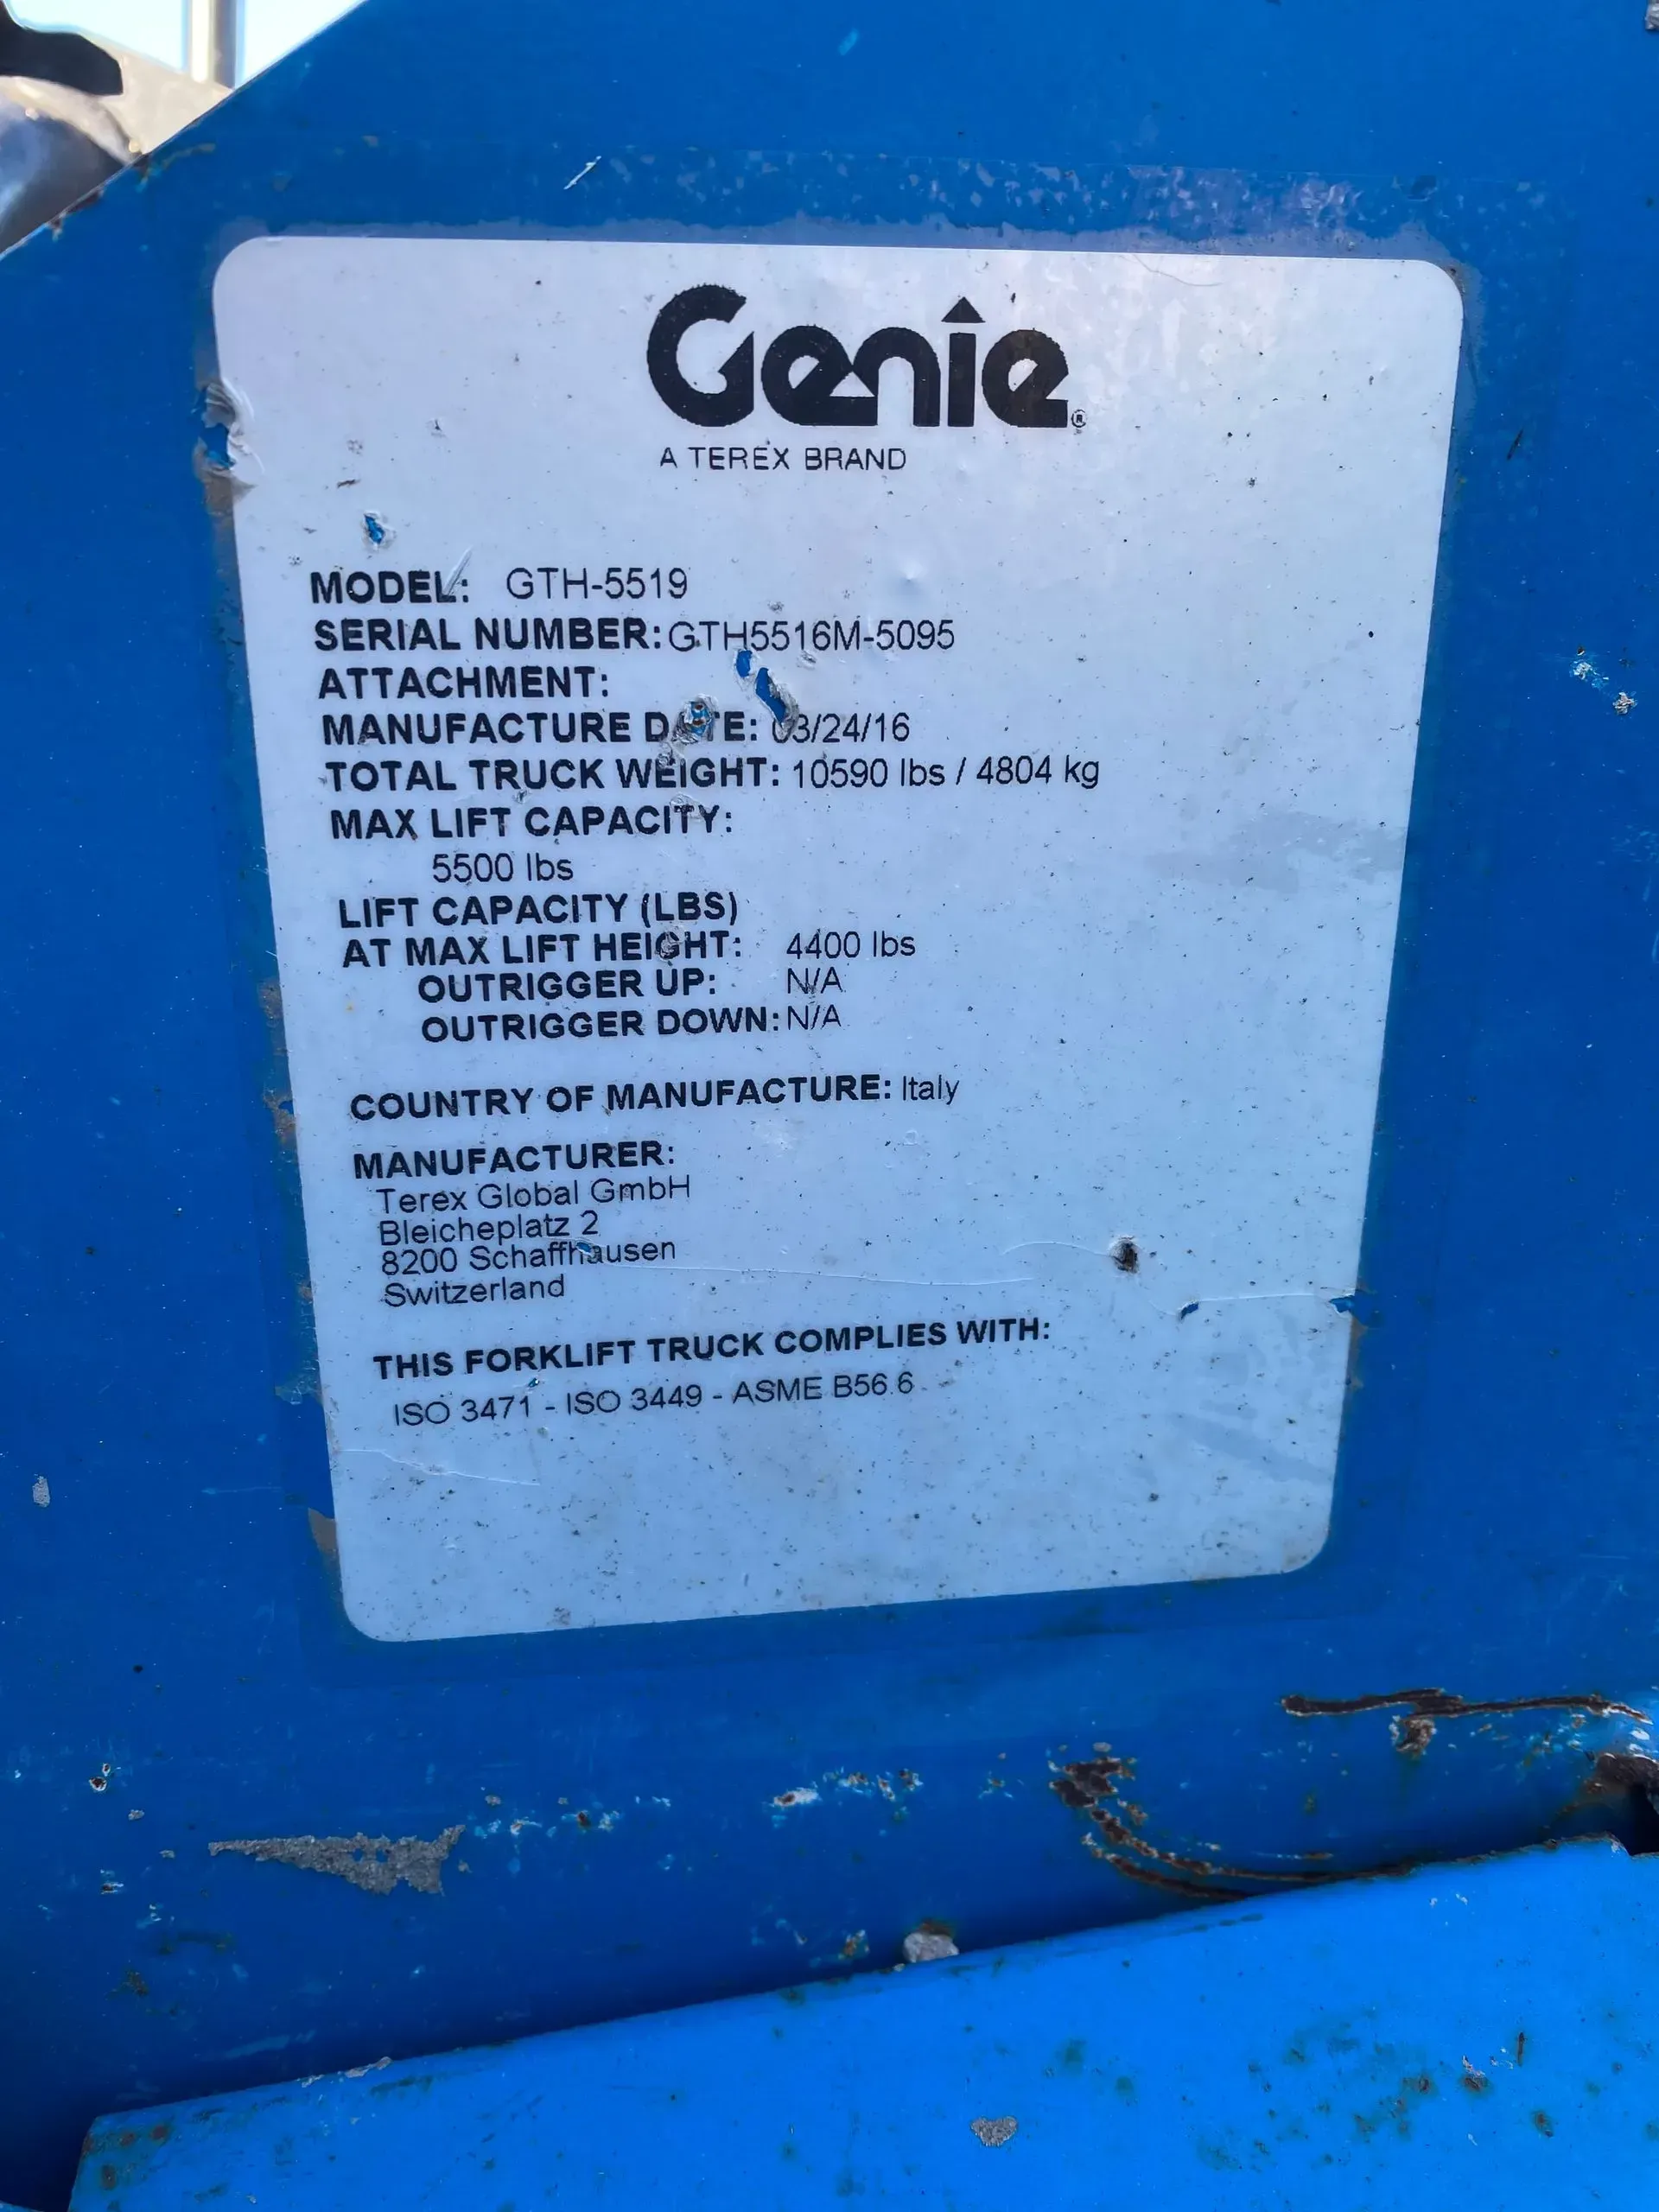 Genie®
A TEREX BRAND
MODEL: GTH-5519
SERIAL NUMBER: GTH5516M-5095
ATTACHMENT:
MANUFACTURE DATE: 03/24/16
TOTAL TRUCK WEIGHT: 10590 lbs / 4804 kg
MAX LIFT CAPACITY:
5500 lbs
LIFT CAPACITY (LBS)
AT MAX LIFT HEIGHT: 4400 lbs
OUTRIGGER UP: N/A
OUTRIGGER DOWN: N/A
COUNTRY OF MANUFACTURE: Italy
MANUFACTURER:
Terex Global GmbH
Bleicheplatz 2
8200 Schaffhausen
Switzerland
THIS FORKLIFT TRUCK COMPLIES WITH:
ISO 3471 - ISO 3449 - ASME B56.6